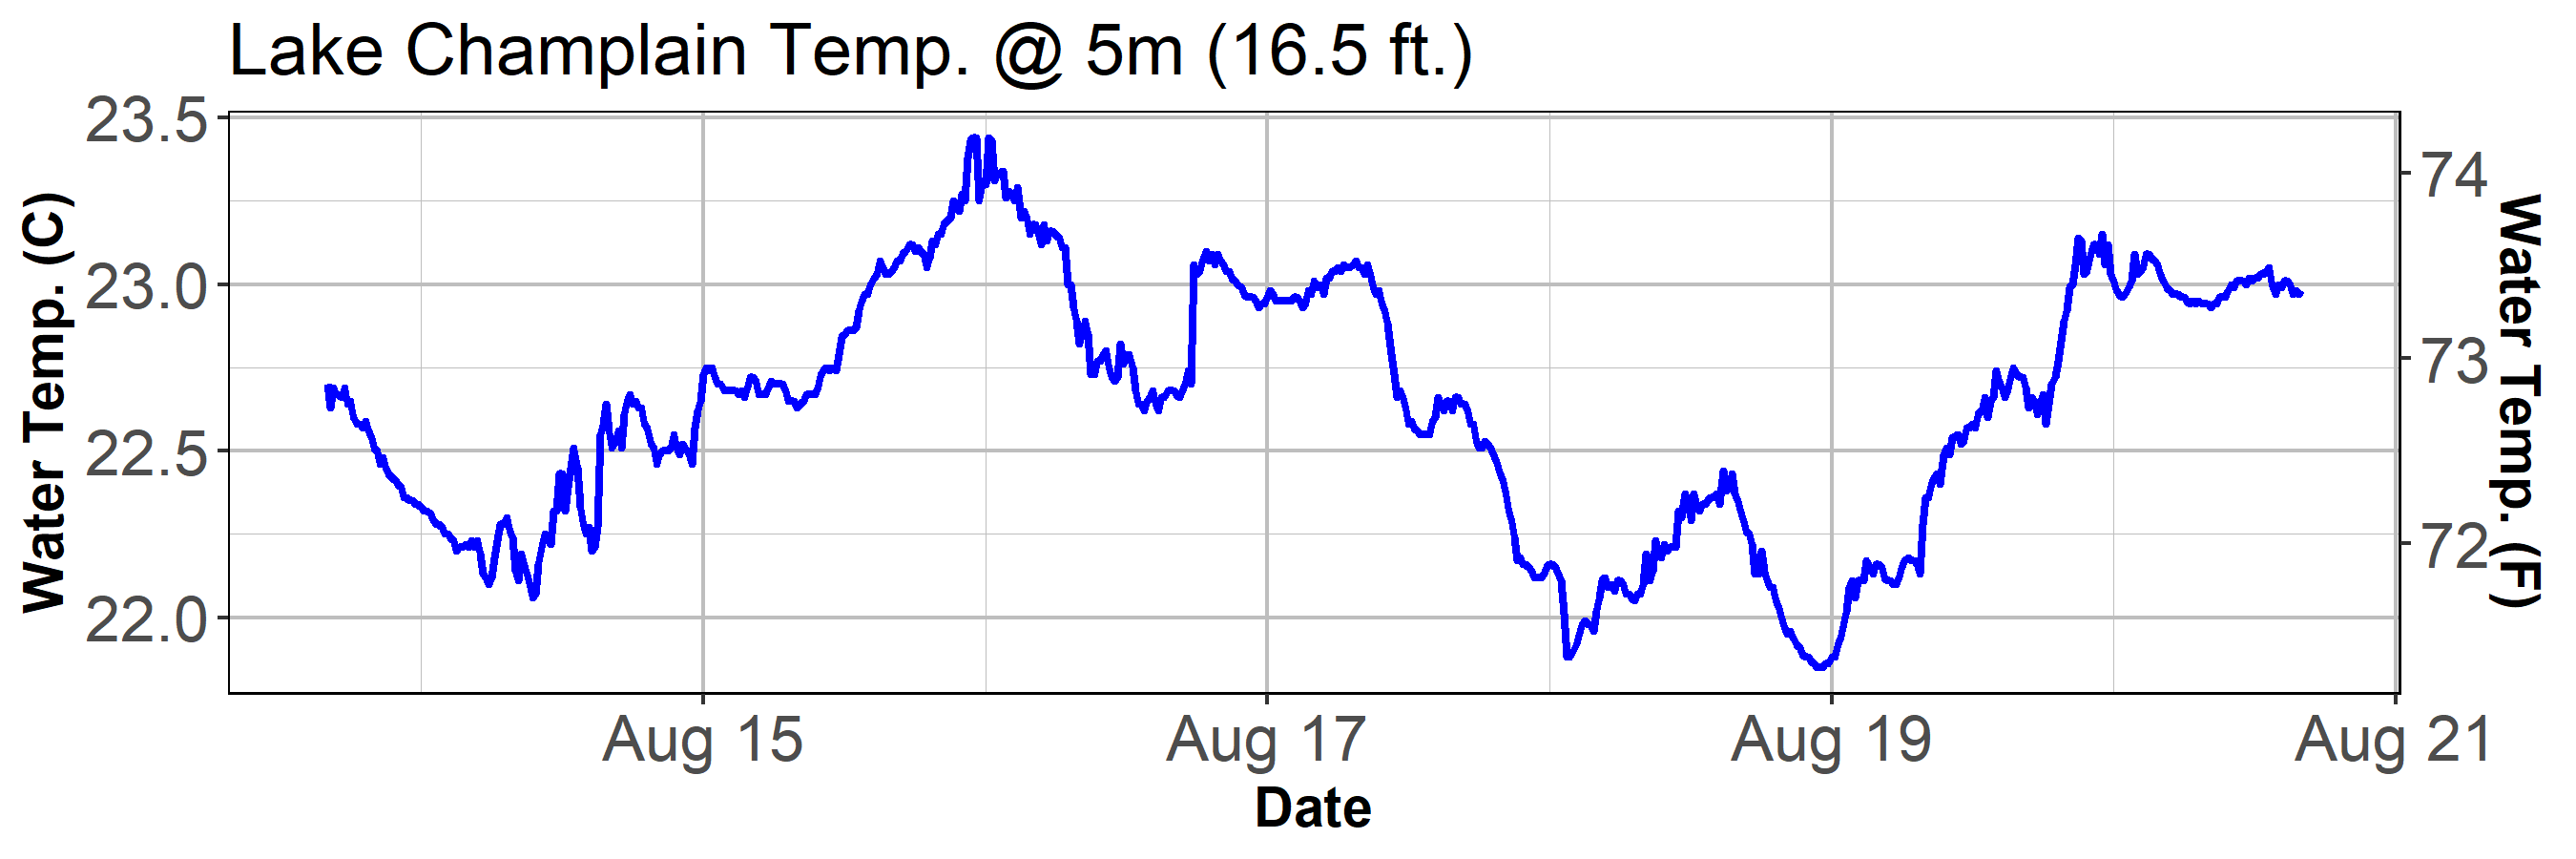 Lake Champlain Temp. @ 5m (16.5 ft.)
Water Temp. (C)
23.5
23.0
22.5
22.0
74
73
72
Water Temp. (F)
Aug 15 Aug 17 Aug 19 Aug 21
Date